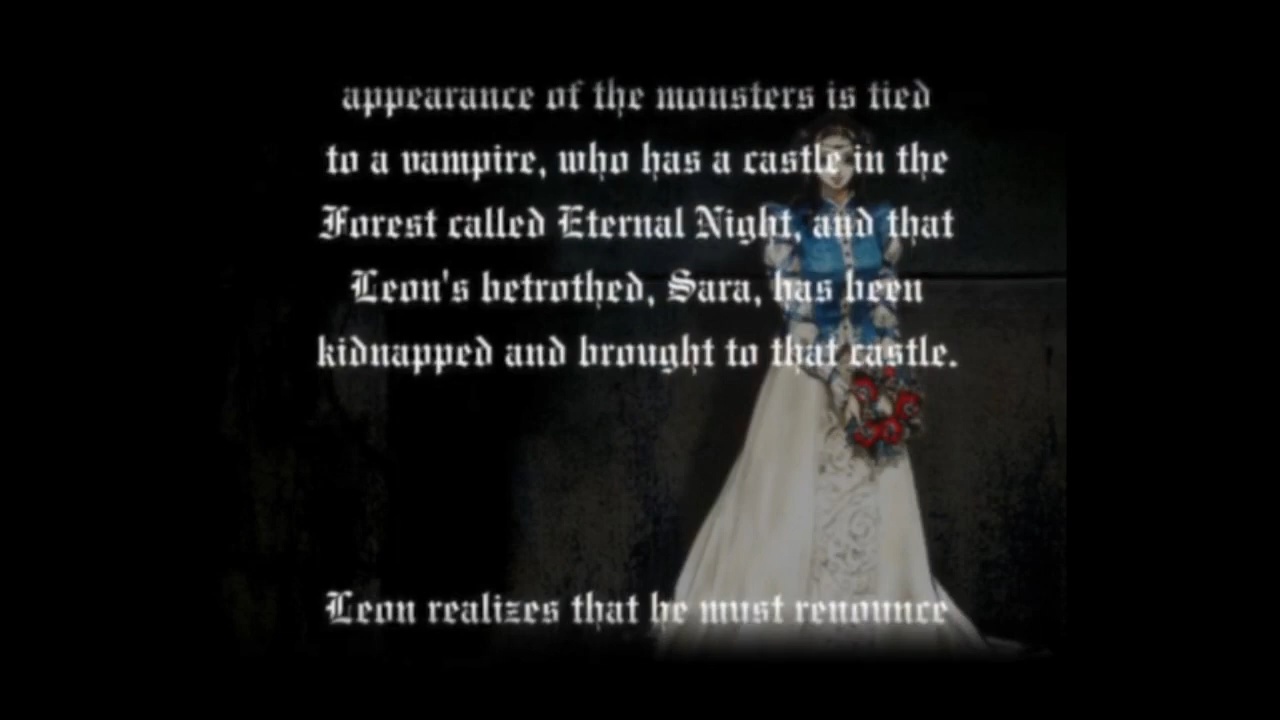 appearance of the monsters is tied
to a vampire, who has a castle in the
Forest called Eternal Night, and that
Leon's betrothed, Sara, has been
kidnapped and brought to that castle.
Leon realizes that he must renounce